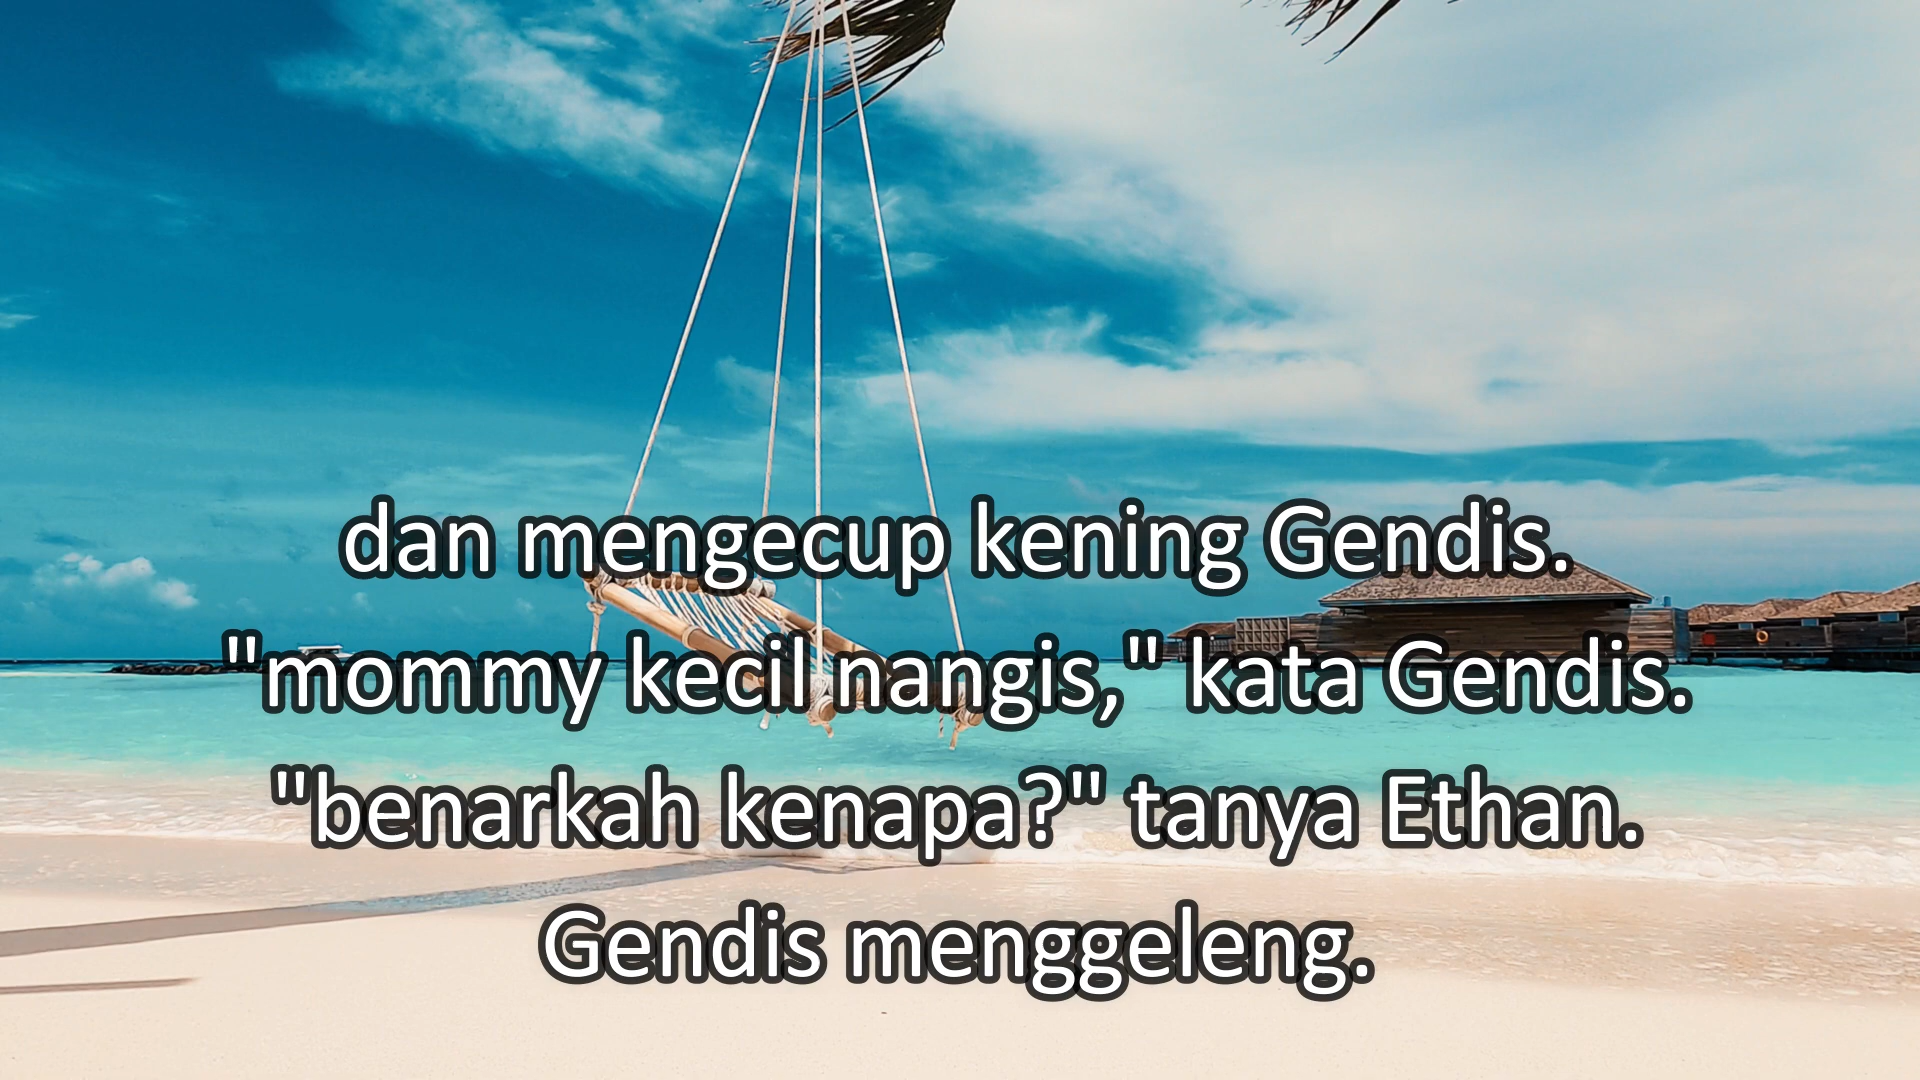 dan mengecup kening Gendis.
"mommy kecil nangis," kata Gendis.
"benarkah kenapa?" tanya Ethan.
Gendis menggeleng.